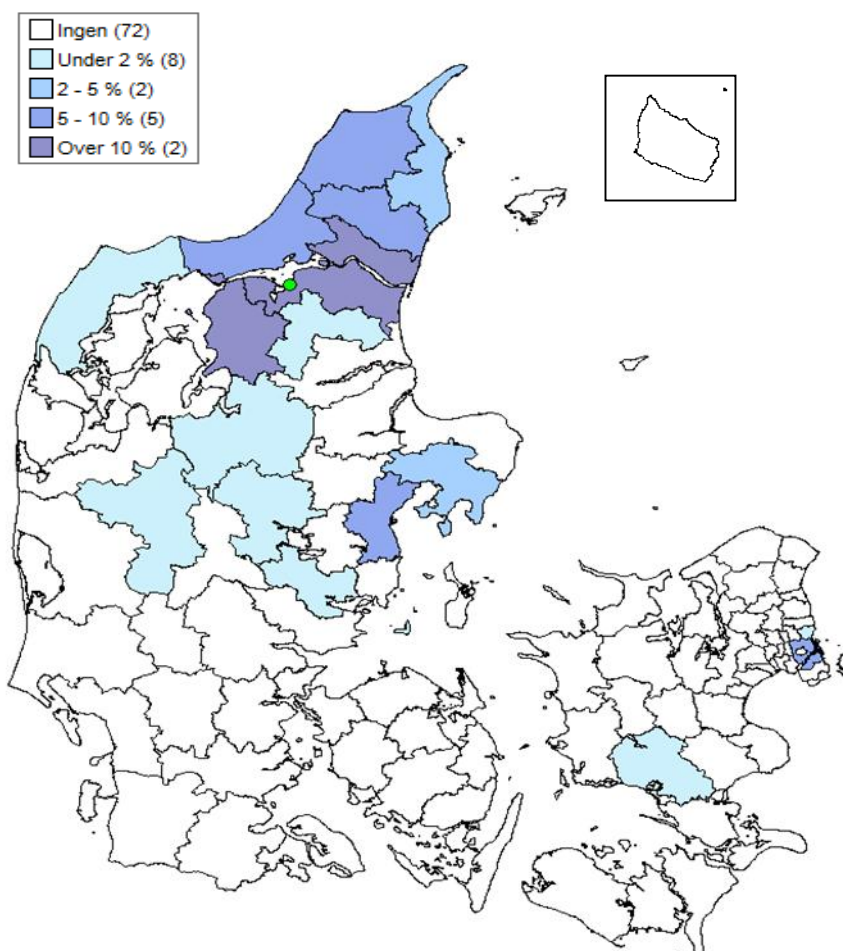 Ingen (72)
Under 2 % (8)
2 - 5 % (2)
5 - 10 % (5)
Over 10 % (2)